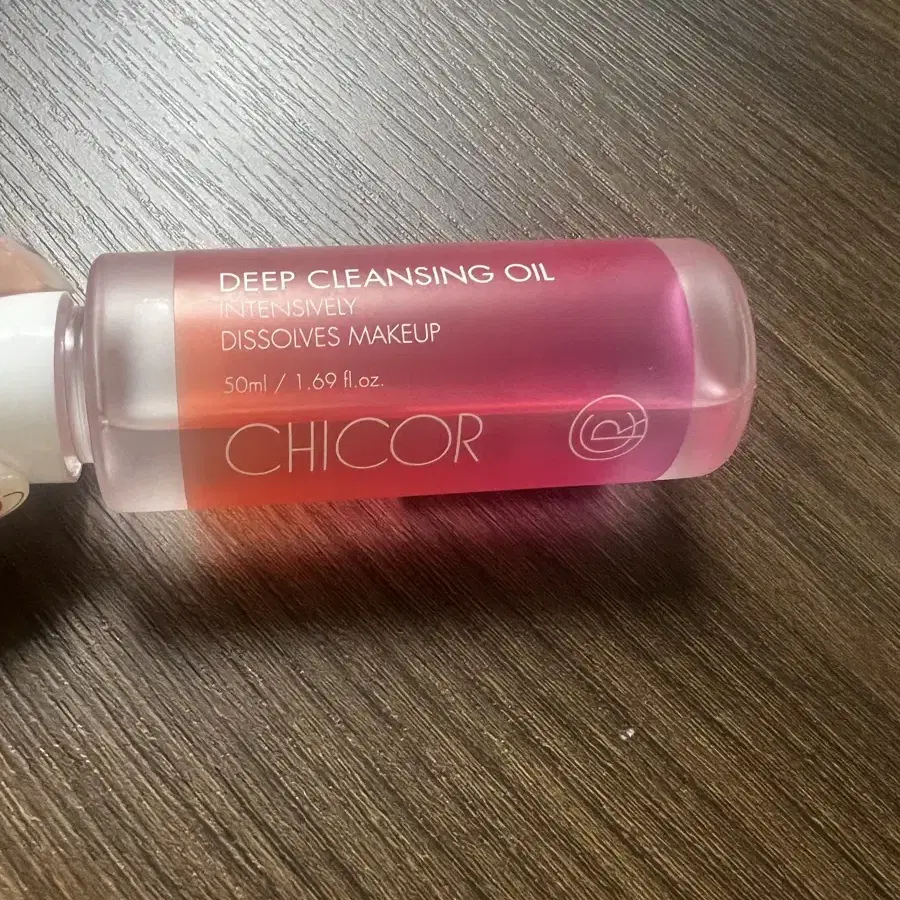 DEEP CLEANSING OIL
INTENSIVELY
DISSOLVES MAKEUP
50ml / 1.69 fl.oz.
CHICOR